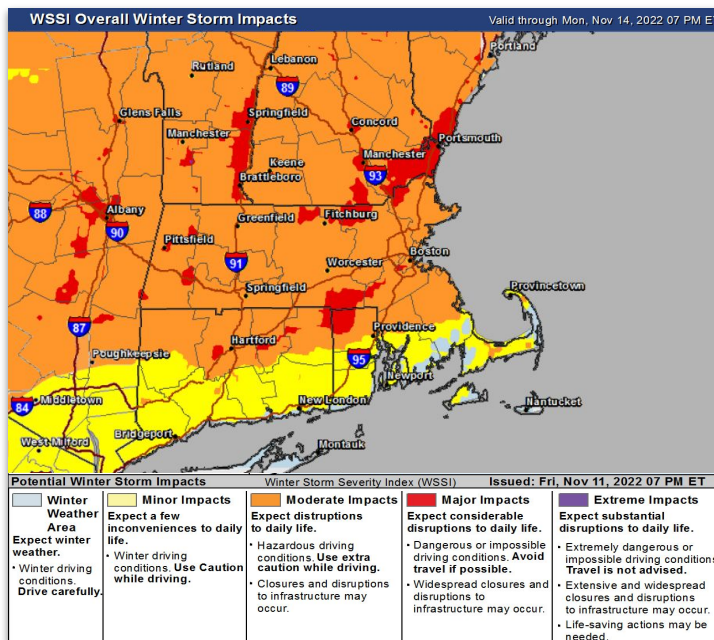 WSSI Overall Winter Storm Impacts
Valid through Mon, Nov 14, 2022 07 PM ET
Portland
Rutland
Lebanon
89
Glens Falls
Springfield
Concord
Manchester
Portsmouth
Manchester
Keene
93
Brattleboro
88
Albany
Greenfield
Fitchburg
90
Pittsfield
Boston
91
Worcester
Springfield
Provincetown
87
Providence
Hartford
Poughkeepsie
95
Newport
84
Middletown
New London
Nantucket
Bridgeport
West Milford
Montauk
Potential Winter Storm Impacts
Winter Storm Severity Index (WSSI)
Issued: Fri, Nov 11, 2022 07 PM ET
Winter
Weather
Area
Expect winter
weather.
• Winter driving
conditions.
Drive carefully.
Minor Impacts
Expect a few
inconveniences to daily
life.
• Winter driving
conditions. Use Caution
while driving.
Moderate Impacts
Expect distruptions
to daily life.
• Hazardous driving
conditions. Use extra
caution while driving.
• Closures and disruptions
to infrastructure may
occur.
Major Impacts
Expect considerable
disruptions to daily life.
• Dangerous or impossible
driving conditions. Avoid
travel if possible.
• Widespread closures and
disruptions to
infrastructure may occur.
Extreme Impacts
Expect substantial
disruptions to daily life.
• Extremely dangerous or
impossible driving conditions
Travel is not advised.
• Extensive and widespread
closures and disruptions
to infrastructure may occur.
• Life-saving actions may be
needed.